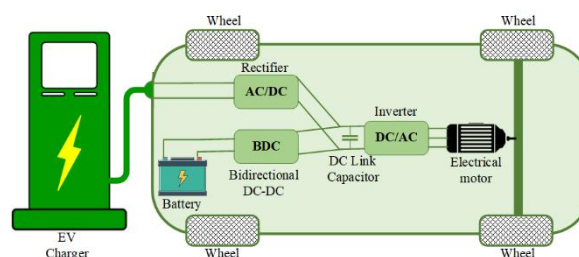 Wheel
Wheel
Rectifier
AC/DC
Inverter
DC/AC
BDC
Bidirectional
DC-DC
DC Link
Capacitor
Electrical
motor
Battery
EV
Charger
Wheel
Wheel